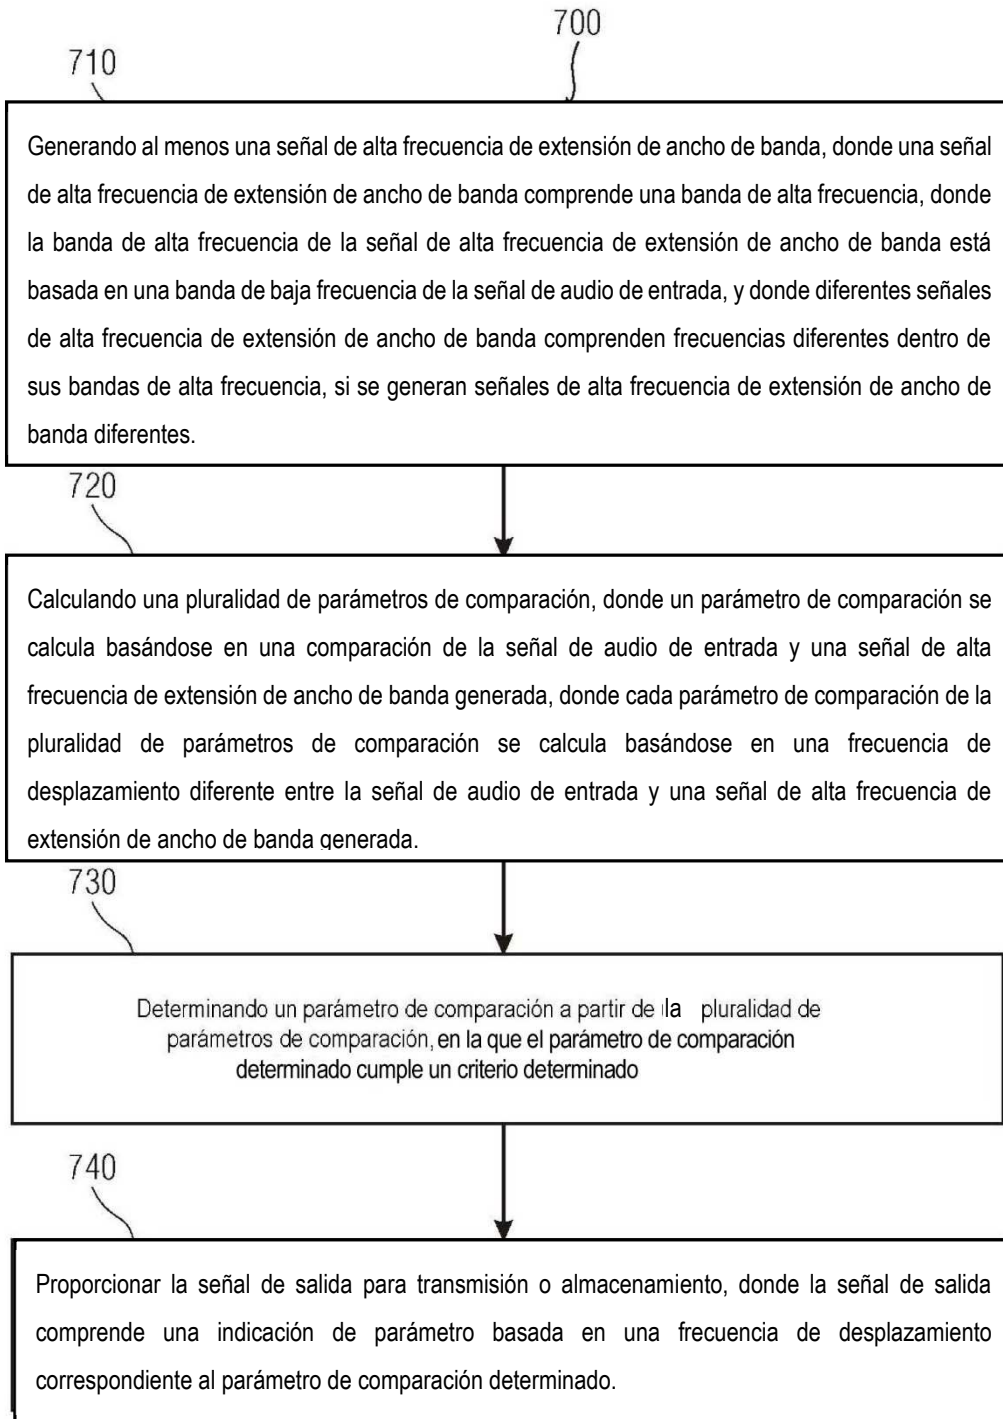 700
710
Generando al menos una señal de alta frecuencia de extensión de ancho de banda, donde una señal
de alta frecuencia de extensión de ancho de banda comprende una banda de alta frecuencia, donde
la banda de alta frecuencia de la señal de alta frecuencia de extensión de ancho de banda está
basada en una banda de baja frecuencia de la señal de audio de entrada, y donde diferentes señales
de alta frecuencia de extensión de ancho de banda comprenden frecuencias diferentes dentro de
sus bandas de alta frecuencia, si se generan señales de alta frecuencia de extensión de ancho de
banda diferentes.
720
Calculando una pluralidad de parámetros de comparación, donde un parámetro de comparación se
calcula basándose en una comparación de la señal de audio de entrada y una señal de alta
frecuencia de extensión de ancho de banda generada, donde cada parámetro de comparación de la
pluralidad de parámetros de comparación se calcula basándose en una frecuencia de
desplazamiento diferente entre la señal de audio de entrada y una señal de alta frecuencia de
extensión de ancho de banda generada.
730
Determinando un parámetro de comparación a partir de la pluralidad de
parámetros de comparación, en la que el parámetro de comparación
determinado cumple un criterio determinado
740
Proporcionar la señal de salida para transmisión o almacenamiento, donde la señal de salida
comprende una indicación de parámetro basada en una frecuencia de desplazamiento
correspondiente al parámetro de comparación determinado.